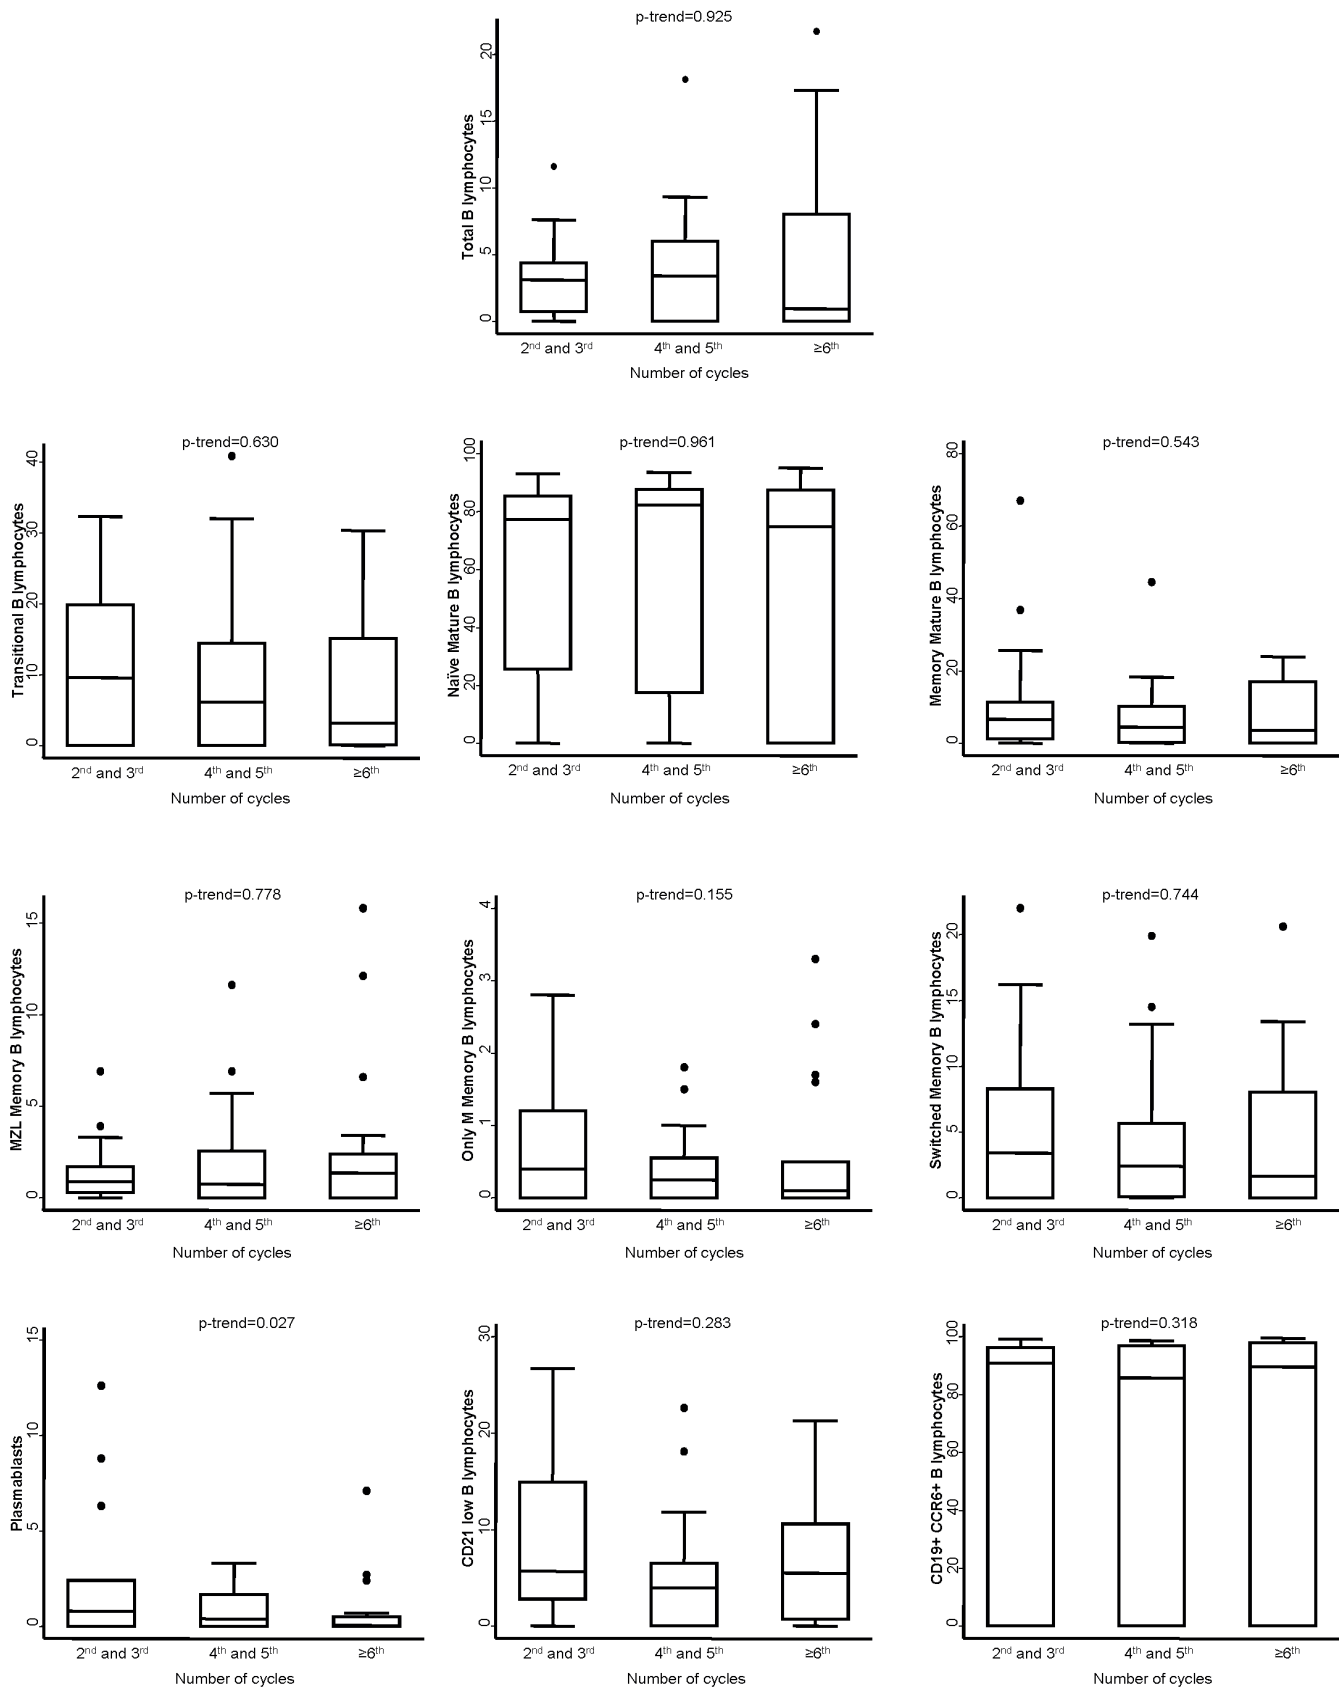 p-trend=0.925
Total B lymphocytes
0 5 10 15 20
2nd and 3rd 4th and 5th ≥6th
Number of cycles
p-trend=0.630
Transitional B lymphocytes
0 10 20 30 40
2nd and 3rd 4th and 5th ≥6th
Number of cycles
p-trend=0.961
Naïve Mature B lymphocytes
0 20 40 60 80 100
2nd and 3rd 4th and 5th ≥6th
Number of cycles
p-trend=0.543
Memory Mature B lymphocytes
0 20 40 60 80
2nd and 3rd 4th and 5th ≥6th
Number of cycles
p-trend=0.778
MZL Memory B lymphocytes
0 5 10 15
2nd and 3rd 4th and 5th ≥6th
Number of cycles
p-trend=0.155
Only M Memory B lymphocytes
0 1 2 3 4
2nd and 3rd 4th and 5th ≥6th
Number of cycles
p-trend=0.744
Switched Memory B lymphocytes
0 5 10 15 20
2nd and 3rd 4th and 5th ≥6th
Number of cycles
p-trend=0.027
Plasmablasts
0 5 10 15
2nd and 3rd 4th and 5th ≥6th
Number of cycles
p-trend=0.283
CD21 low B lymphocytes
0 10 20 30
2nd and 3rd 4th and 5th ≥6th
Number of cycles
p-trend=0.318
CD19+ CCR6+ B lymphocytes
0 20 40 60 80 100
2nd and 3rd 4th and 5th ≥6th
Number of cycles